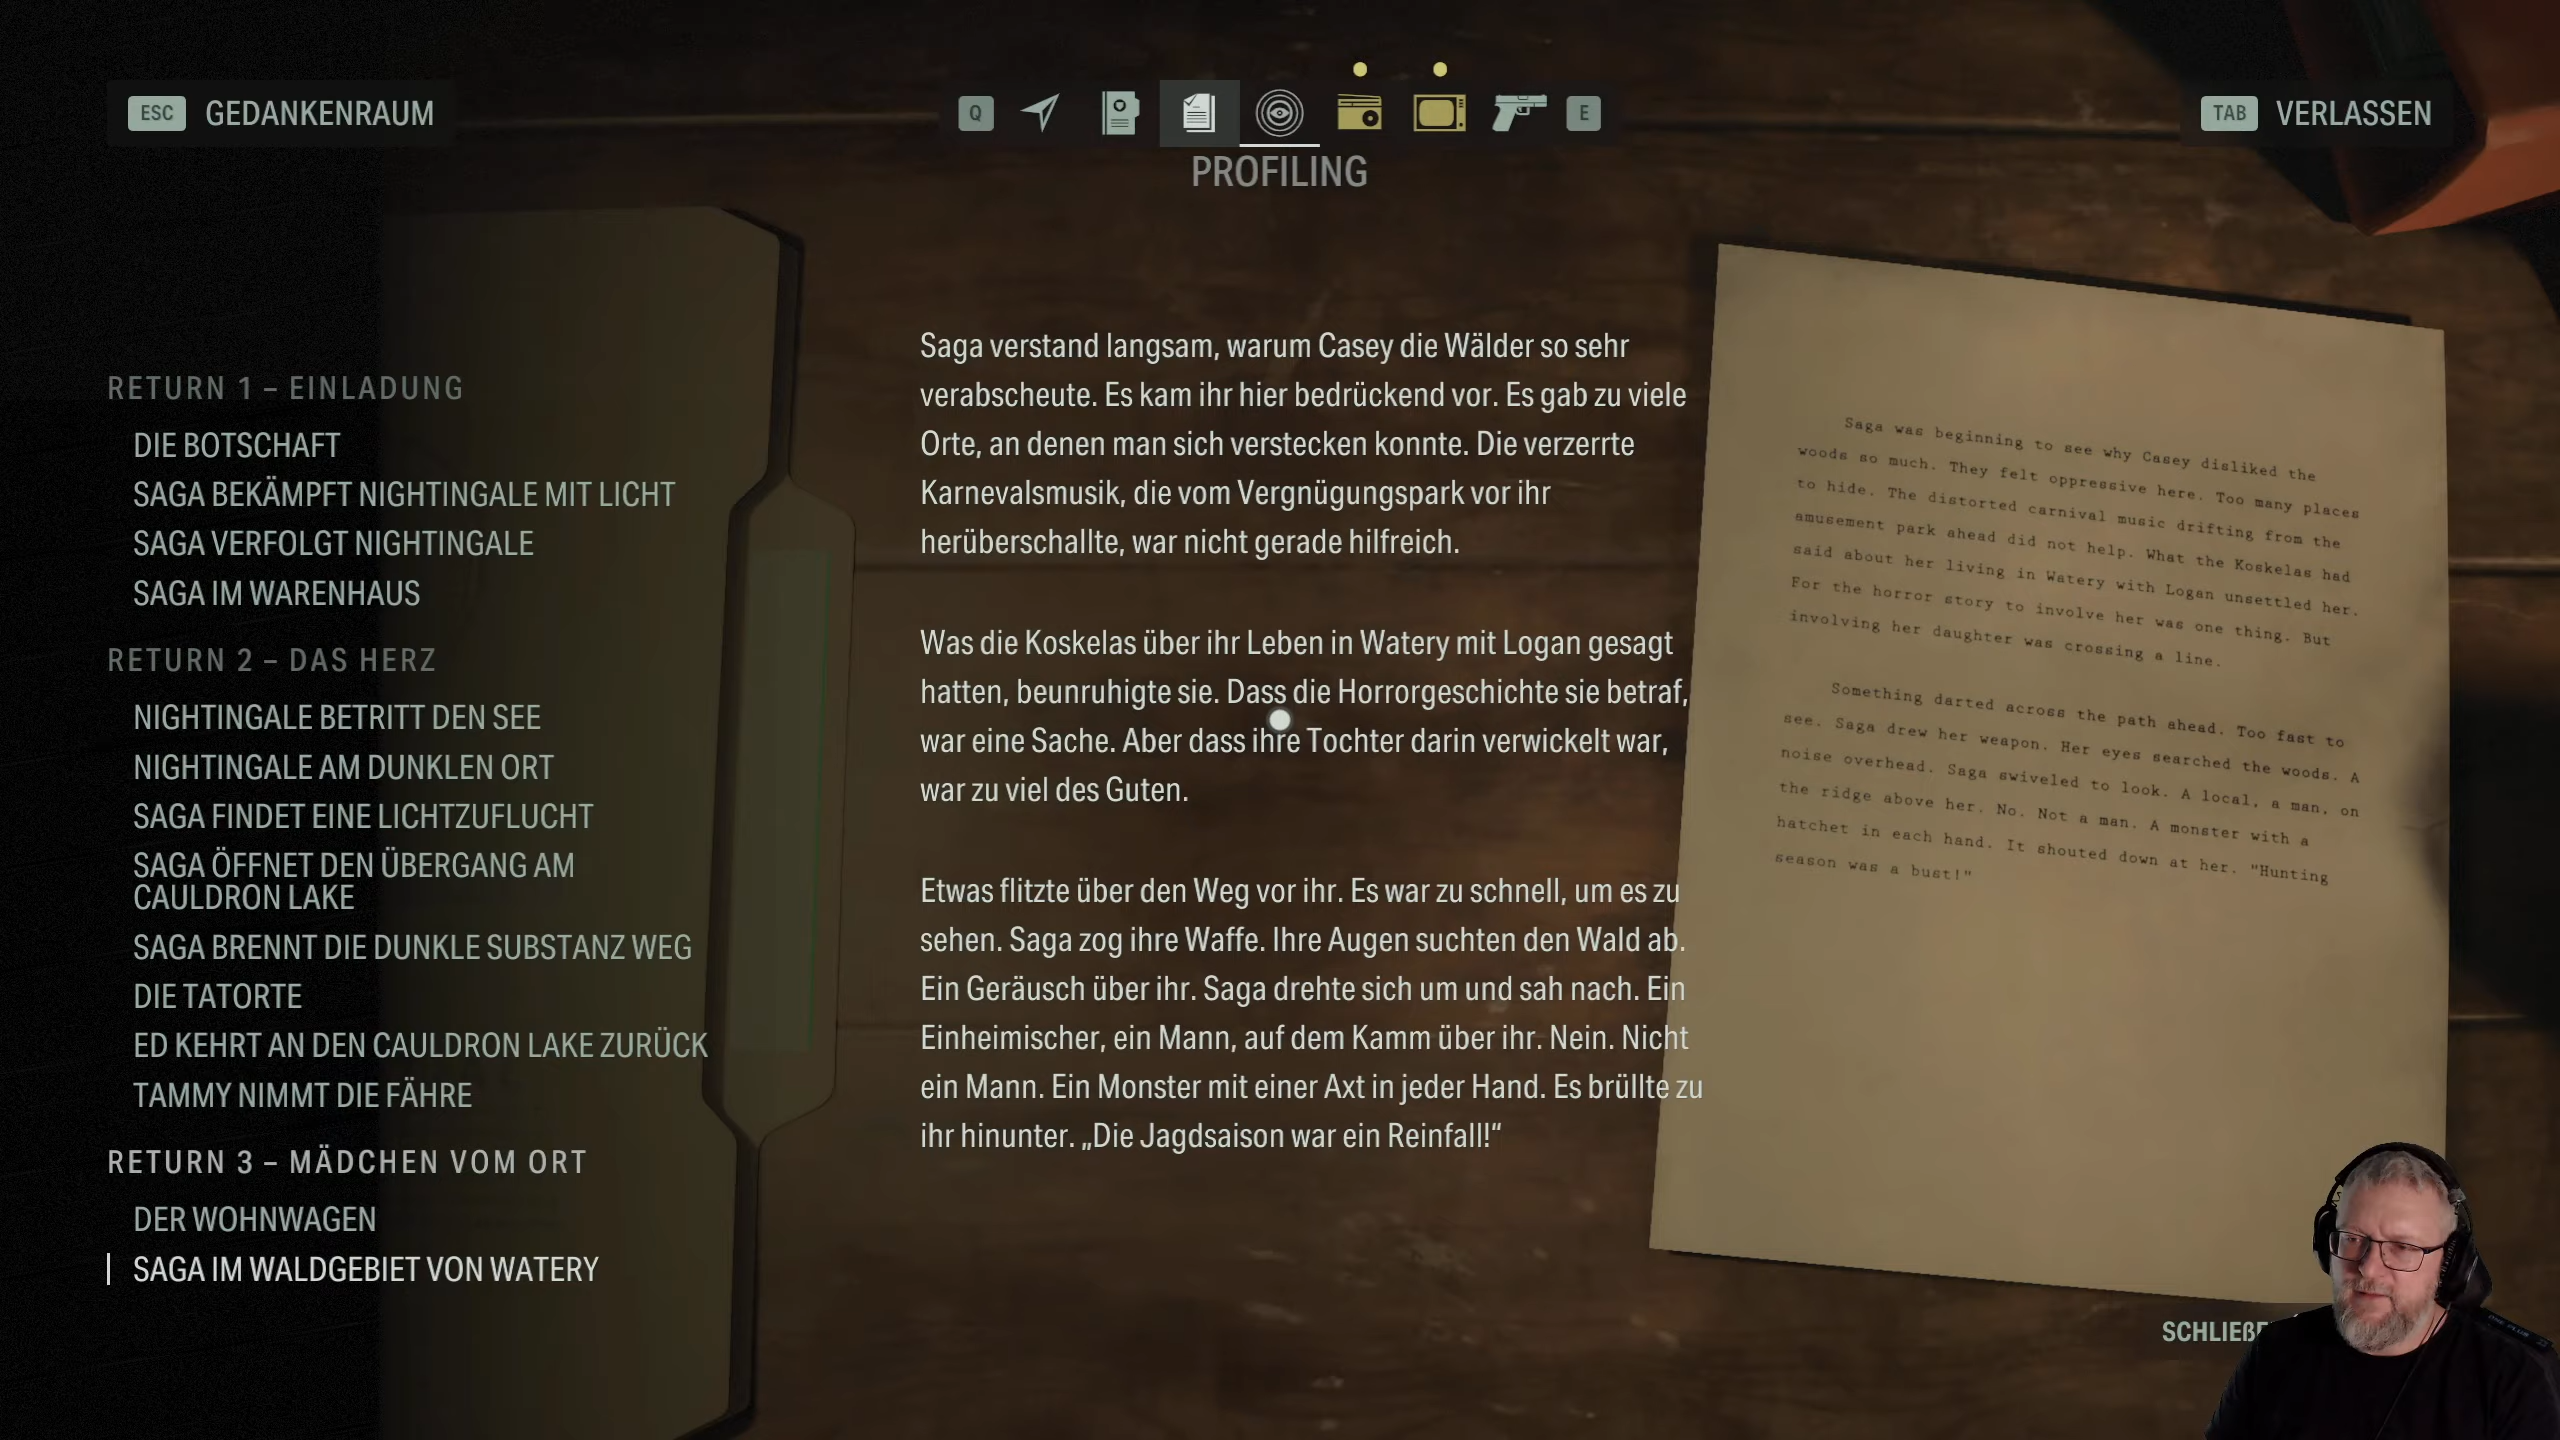 ESC GEDANKENRAUM
Q
E
TAB VERLASSEN
PROFILING
RETURN 1 – EINLADUNG
DIE BOTSCHAFT
SAGA BEKÄMPFT NIGHTINGALE MIT LICHT
SAGA VERFOLGT NIGHTINGALE
SAGA IM WARENHAUS
RETURN 2 – DAS HERZ
NIGHTINGALE BETRITT DEN SEE
NIGHTINGALE AM DUNKLEN ORT
SAGA FINDET EINE LICHTZUFLUCHT
SAGA ÖFFNET DEN ÜBERGANG AM
CAULDRON LAKE
SAGA BRENNT DIE DUNKLE SUBSTANZ WEG
DIE TATORTE
ED KEHRT AN DEN CAULDRON LAKE ZURÜCK
TAMMY NIMMT DIE FÄHRE
RETURN 3 – MÄDCHEN VOM ORT
DER WOHNWAGEN
SAGA IM WALDGEBIET VON WATERY
Saga verstand langsam, warum Casey die Wälder so sehr
verabscheute. Es kam ihr hier bedrückend vor. Es gab zu viele
Orte, an denen man sich verstecken konnte. Die verzerrte
Karnevalsmusik, die vom Vergnügungspark vor ihr
herüberschallte, war nicht gerade hilfreich.
Was die Koskelas über ihr Leben in Watery mit Logan gesagt
hatten, beunruhigte sie. Dass die Horrorgeschichte sie betraf,
war eine Sache. Aber dass ihre Tochter darin verwickelt war,
war zu viel des Guten.
Etwas flitzte über den Weg vor ihr. Es war zu schnell, um es zu
sehen. Saga zog ihre Waffe. Ihre Augen suchten den Wald ab.
Ein Geräusch über ihr. Saga drehte sich um und sah nach. Ein
Einheimischer, ein Mann, auf dem Kamm über ihr. Nein. Nicht
ein Mann. Ein Monster mit einer Axt in jeder Hand. Es brüllte zu
ihr hinunter. „Die Jagdsaison war ein Reinfall!“
Saga was beginning to see why Casey disliked the
woods so much. They felt oppressive here. Too many places
to hide. The distorted carnival music drifting from the
amusement park ahead did not help. What the Koskelas had
said about her living in Watery with Logan unsettled her.
For the horror story to involve her was one thing. But
involving her daughter was crossing a line.
Something darted across the path ahead. Too fast to
see. Saga drew her weapon. Her eyes searched the woods. A
noise overhead. Saga swiveled to look. A local, a man, on
the ridge above her. No. Not a man. A monster with a
hatchet in each hand. It shouted down at her. "Hunting
season was a bust!"